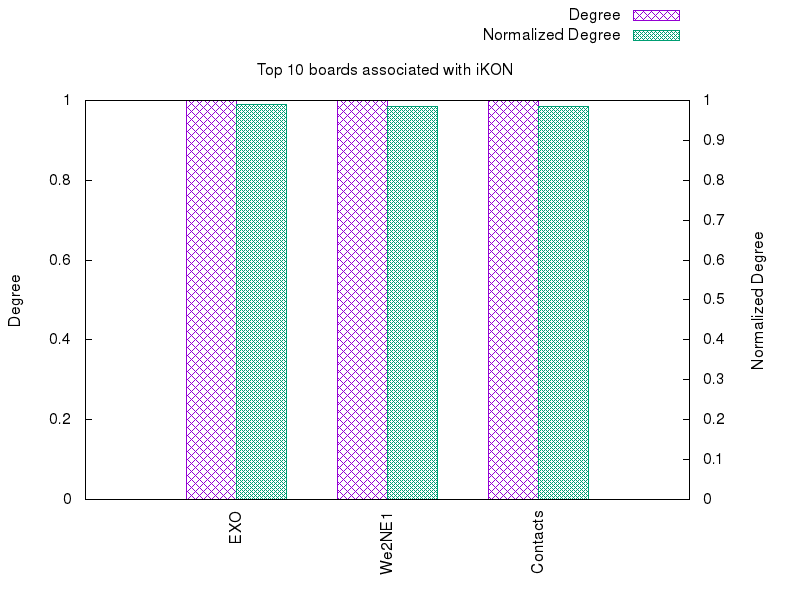 Degree
Normalized Degree
Top 10 boards associated with iKON
1
0.8
0.6
0.4
0.2
0
Degree
1
0.9
0.8
0.7
0.6
0.5
0.4
0.3
0.2
0.1
0
Normalized Degree
EXO
We2NE1
Contacts